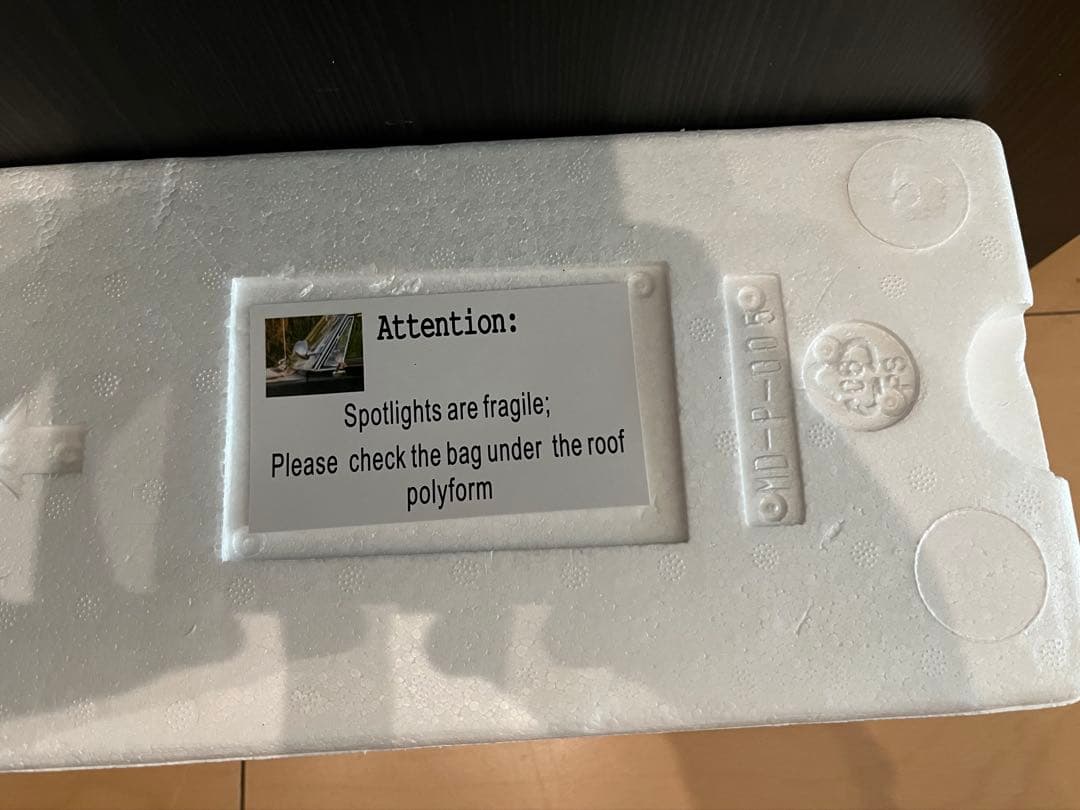 Attention:
Spotlights are fragile;
Please check the bag under the roof
polyform
MD-P-005